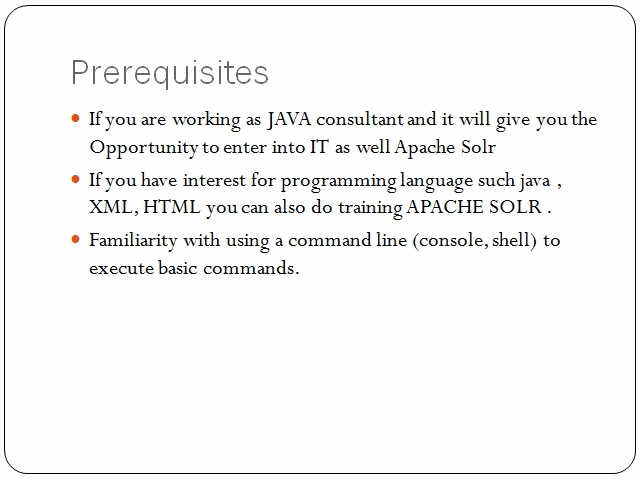 Prerequisites
• If you are working as JAVA consultant and it will give you the
Opportunity to enter into IT as well Apache Solr
• If you have interest for programming language such java ,
XML, HTML you can also do training APACHE SOLR .
• Familiarity with using a command line (console, shell) to
execute basic commands.